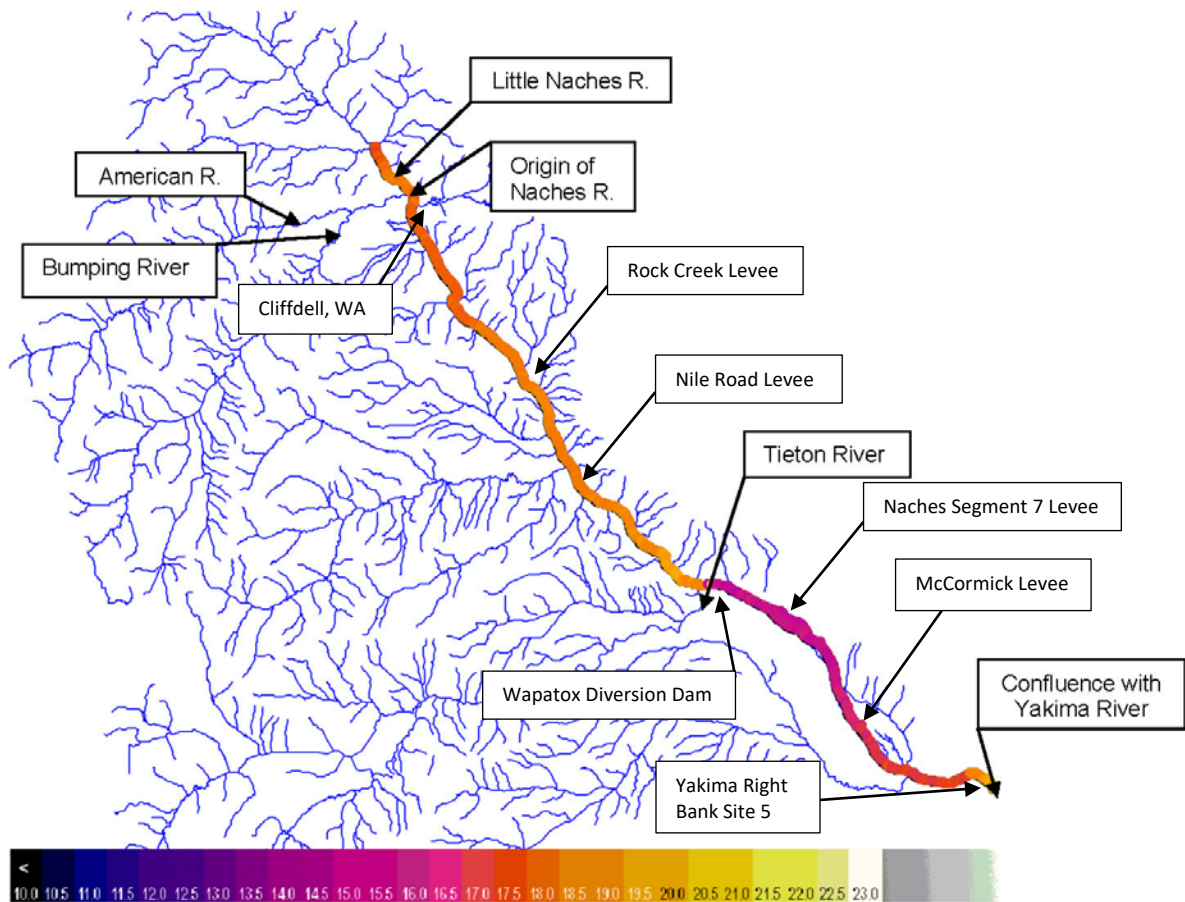 Little Naches R.
American R.
Origin of
Naches R.
Bumping River
Cliffdell, WA
Rock Creek Levee
Nile Road Levee
Tieton River
Naches Segment 7 Levee
McCormick Levee
Wapatox Diversion Dam
Confluence with
Yakima River
Yakima Right
Bank Site 5
<
10.0 10.5 11.0 11.5 12.0 12.5 13.0 13.5 14.0 14.5 15.0 15.5 16.0 16.5 17.0 17.5 18.0 18.5 19.0 19.5 20.0 20.5 21.0 21.5 22.0 22.5 23.0